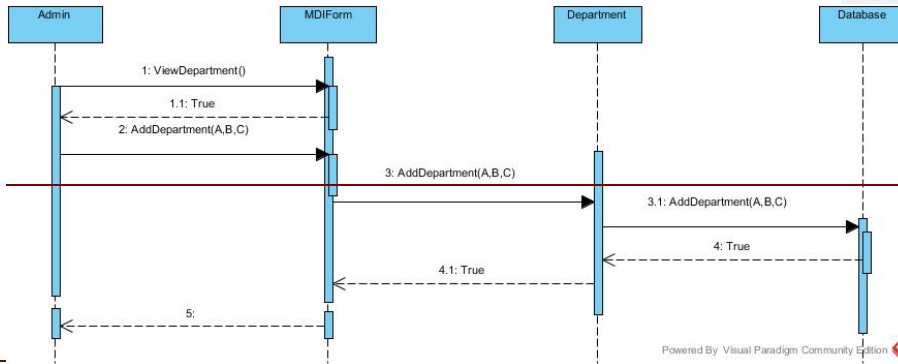 Admin
MDIForm
Department
Database
1: ViewDepartment()
1.1: True
2: AddDepartment(A,B,C)
3: AddDepartment(A,B,C)
3.1: AddDepartment(A,B,C)
4: True
4.1: True
5:
Powered By Visual Paradigm Community Edition